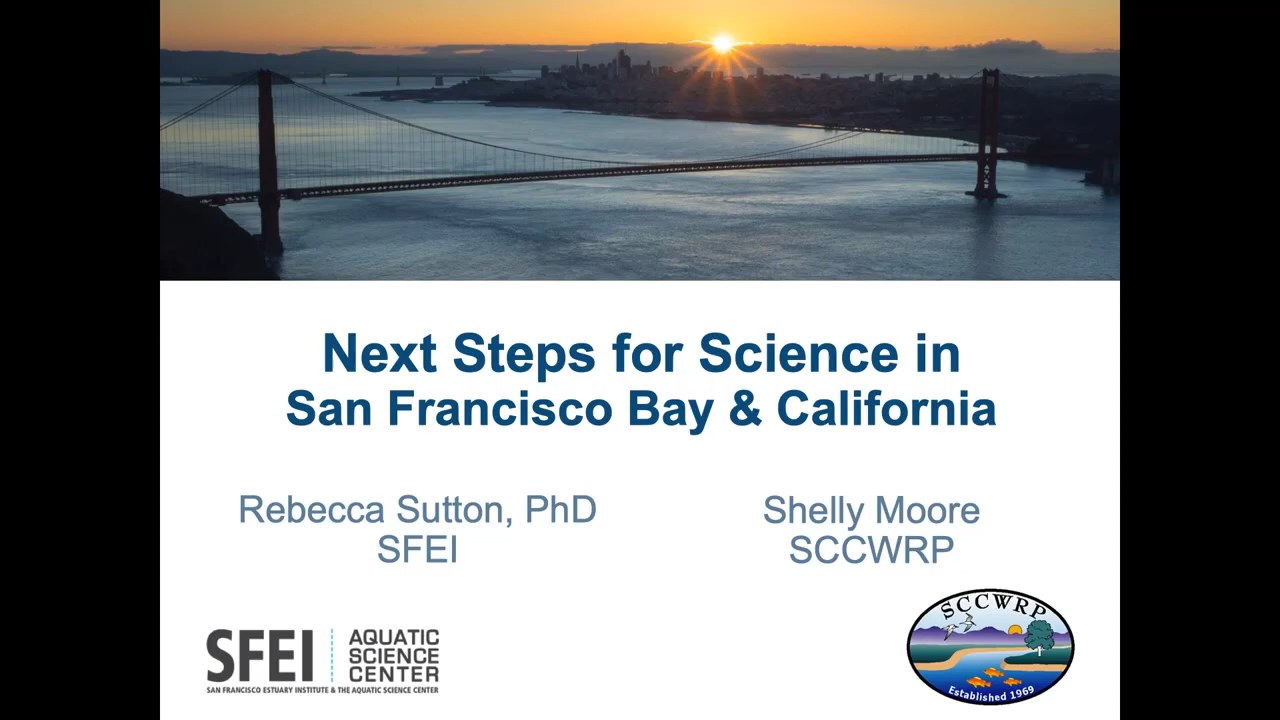 Next Steps for Science in
San Francisco Bay & California
Rebecca Sutton, PhD
SFEI
Shelly Moore
SCCWRP
SFEI
AQUATIC
SCIENCE
CENTER
SAN FRANCISCO ESTUARY INSTITUTE & THE AQUATIC SCIENCE CENTER
SCCWRP
Established 1969